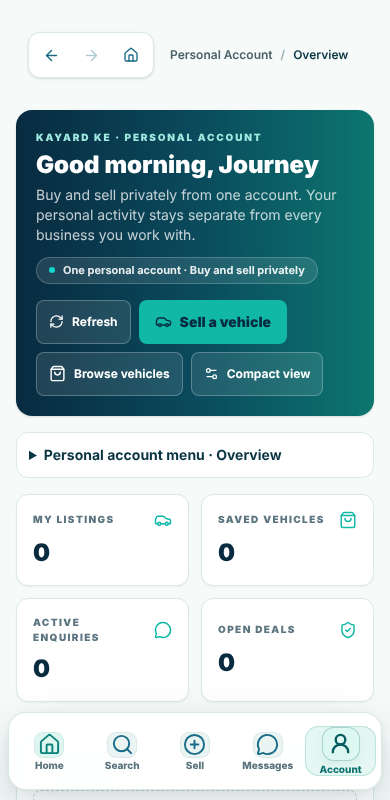 Personal Account / Overview
KAYARD KE · PERSONAL ACCOUNT
Good morning, Journey
Buy and sell privately from one account. Your
personal activity stays separate from every
business you work with.
One personal account · Buy and sell privately
Refresh
Sell a vehicle
Browse vehicles
Compact view
Personal account menu · Overview
MY LISTINGS
0
SAVED VEHICLES
0
ACTIVE
ENQUIRIES
0
OPEN DEALS
0
Home
Search
Sell
Messages
Account